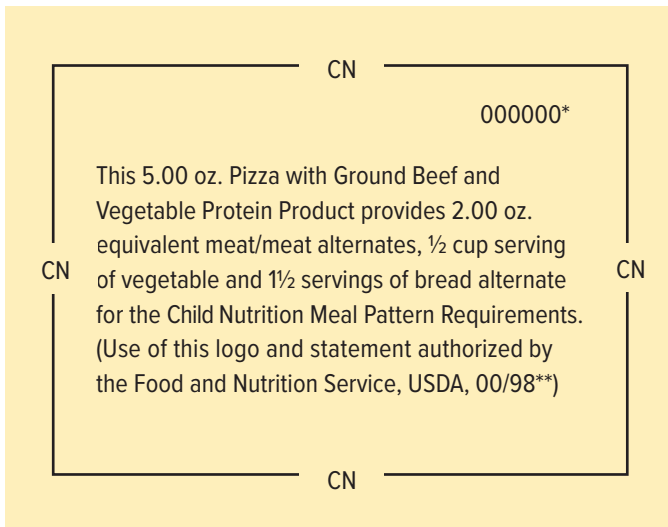 CN
000000*
This 5.00 oz. Pizza with Ground Beef and
Vegetable Protein Product provides 2.00 oz.
equivalent meat/meat alternates, ½ cup serving
CN
of vegetable and 1½ servings of bread alternate
CN
for the Child Nutrition Meal Pattern Requirements.
(Use of this logo and statement authorized by
the Food and Nutrition Service, USDA, 00/98**)
CN